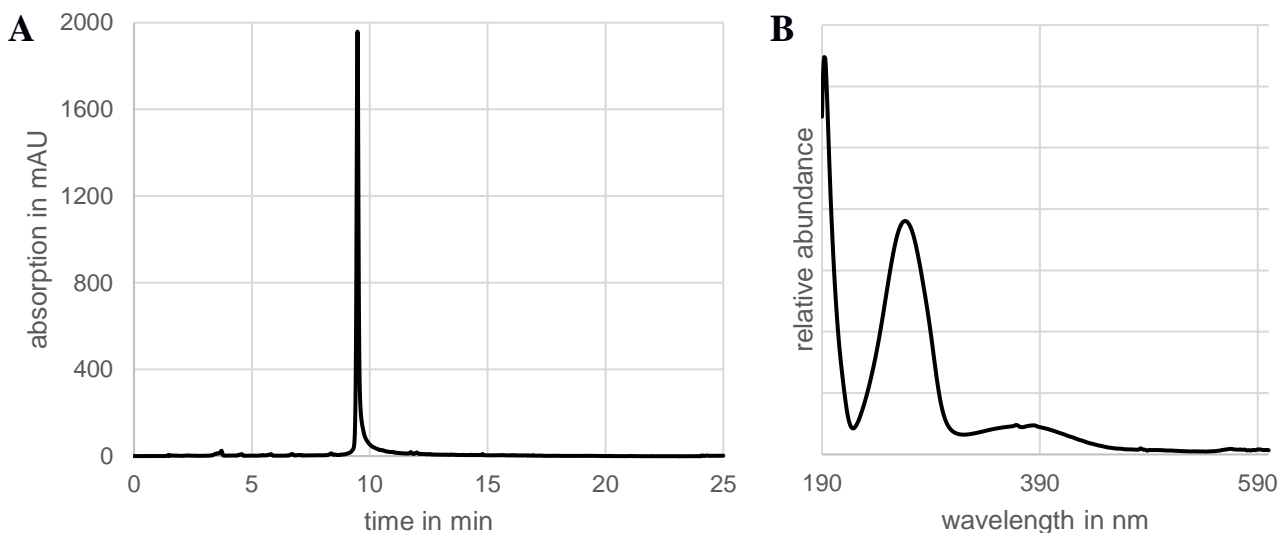 A
absorption in mAU
2000
1600
1200
800
400
0
0 5 10 15 20 25
time in min
B
relative abundance
190 390 590
wavelength in nm